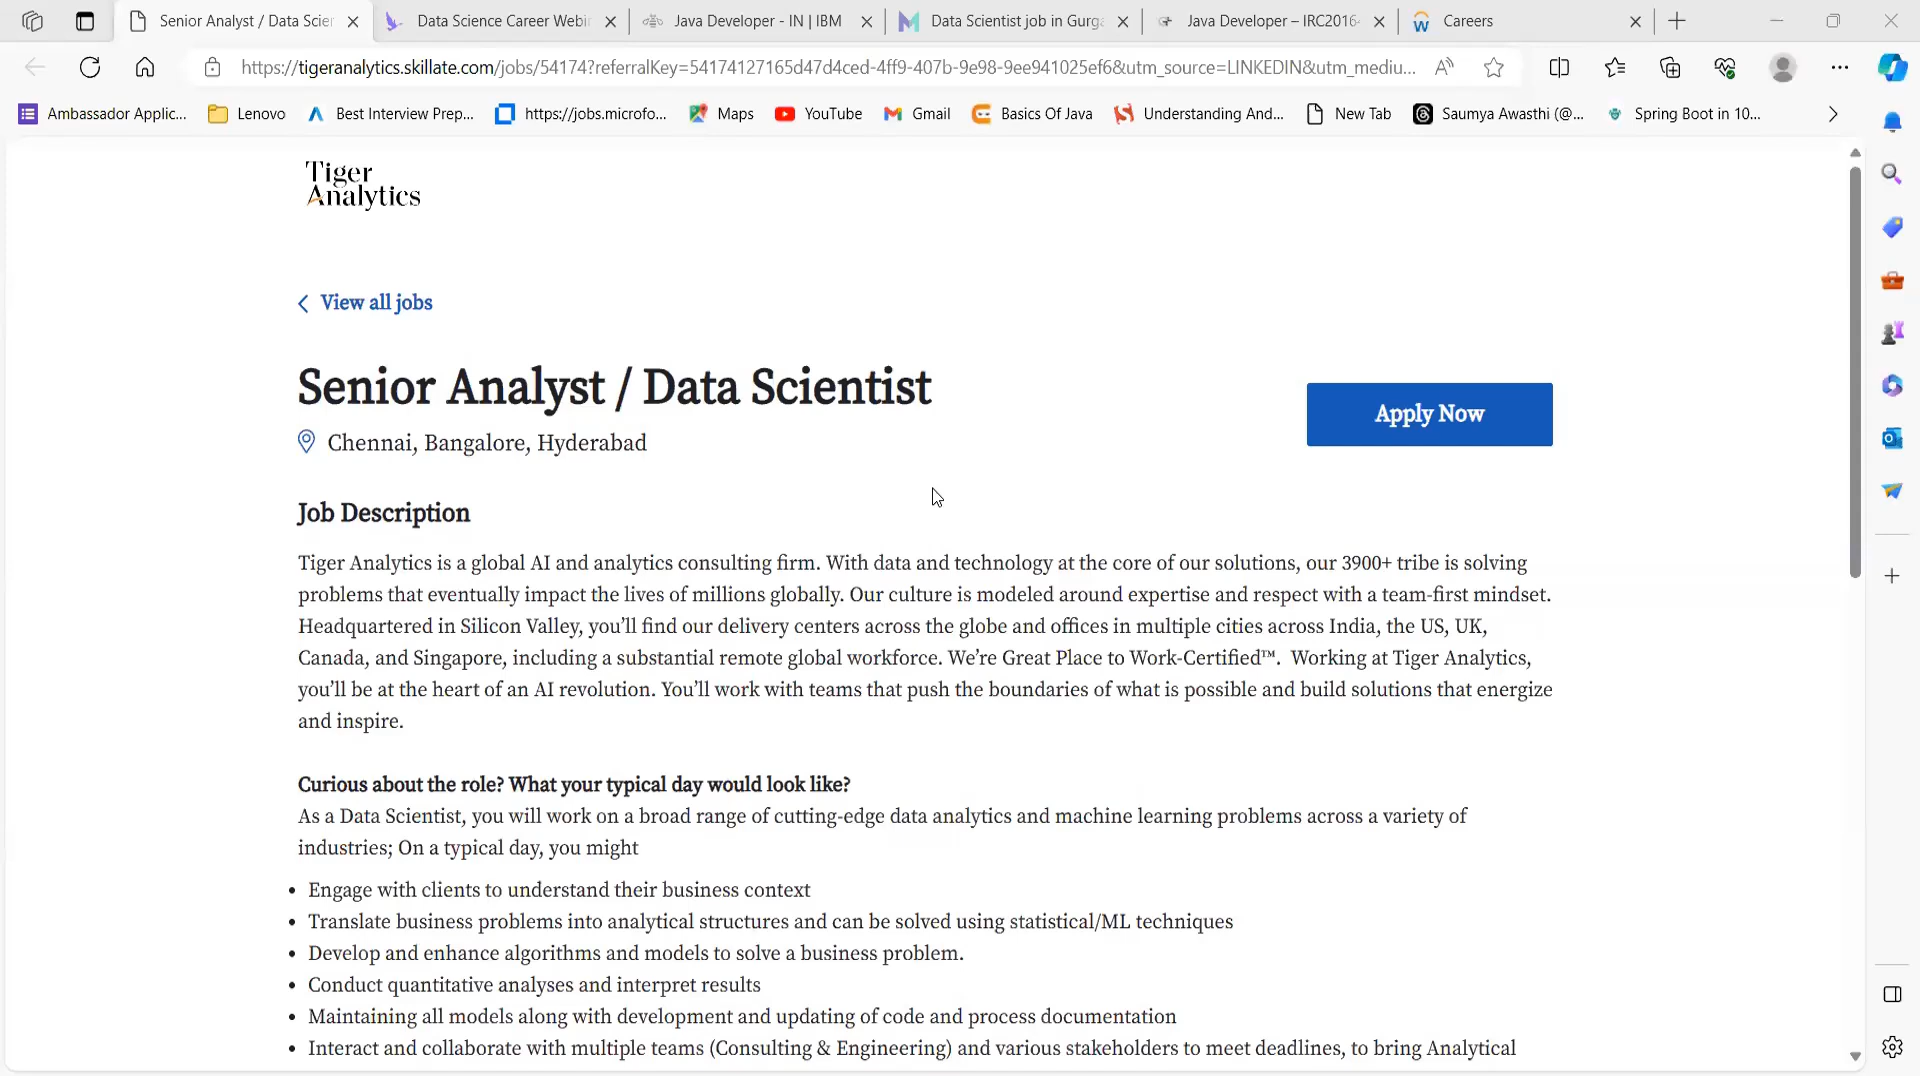 Senior Analyst / Data Scien
Data Science Career Webi
Java Developer - IN | IBM
Data Scientist job in Gurga
Java Developer – IRC2016
Careers
https://tigeranalytics.skillate.com/jobs/54174?referralKey=54174127165d47d4ced-4ff9-407b-9e98-9ee941025ef6&utm_source=LINKEDIN&utm_mediu...
Ambassador Applic...
Lenovo
Best Interview Prep...
https://jobs.microfo...
Maps
YouTube
Gmail
Basics Of Java
Understanding And...
New Tab
Saumya Awasthi (@...
Spring Boot in 10...
Tiger
Analytics
View all jobs
Senior Analyst / Data Scientist
Apply Now
Chennai, Bangalore, Hyderabad
Job Description
Tiger Analytics is a global AI and analytics consulting firm. With data and technology at the core of our solutions, our 3900+ tribe is solving
problems that eventually impact the lives of millions globally. Our culture is modeled around expertise and respect with a team-first mindset.
Headquartered in Silicon Valley, you’ll find our delivery centers across the globe and offices in multiple cities across India, the US, UK,
Canada, and Singapore, including a substantial remote global workforce. We’re Great Place to Work-Certified™. Working at Tiger Analytics,
you’ll be at the heart of an AI revolution. You’ll work with teams that push the boundaries of what is possible and build solutions that energize
and inspire.
Curious about the role? What your typical day would look like?
As a Data Scientist, you will work on a broad range of cutting-edge data analytics and machine learning problems across a variety of
industries; On a typical day, you might
• Engage with clients to understand their business context
• Translate business problems into analytical structures and can be solved using statistical/ML techniques
• Develop and enhance algorithms and models to solve a business problem.
• Conduct quantitative analyses and interpret results
• Maintaining all models along with development and updating of code and process documentation
• Interact and collaborate with multiple teams (Consulting & Engineering) and various stakeholders to meet deadlines, to bring Analytical